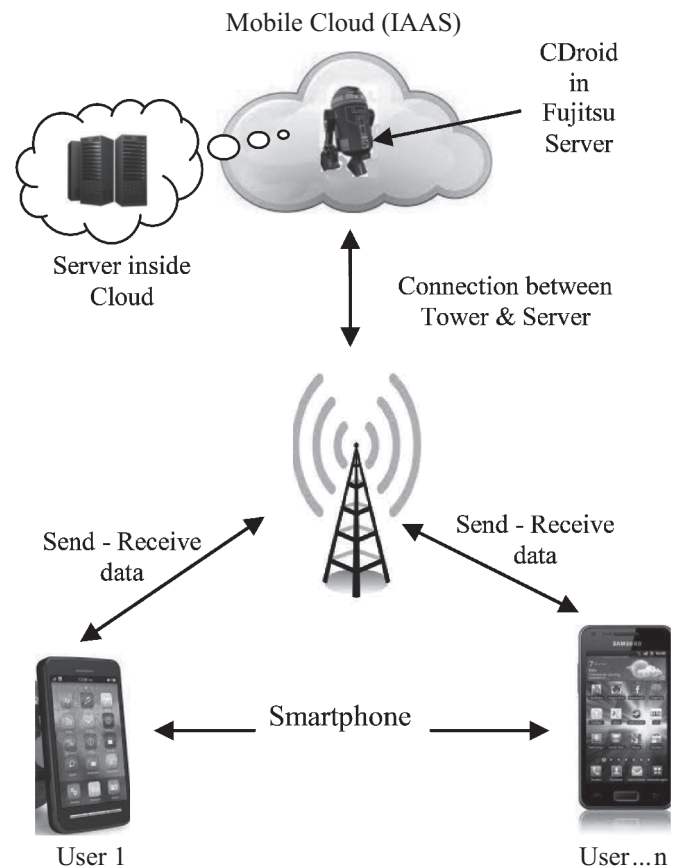 Mobile Cloud (IAAS)
CDroid
in
Fujitsu
Server
Server inside
Cloud
Connection between
Tower & Server
Send - Receive
data
Send - Receive
data
SAMSUNG
Smartphone
User 1
User...n